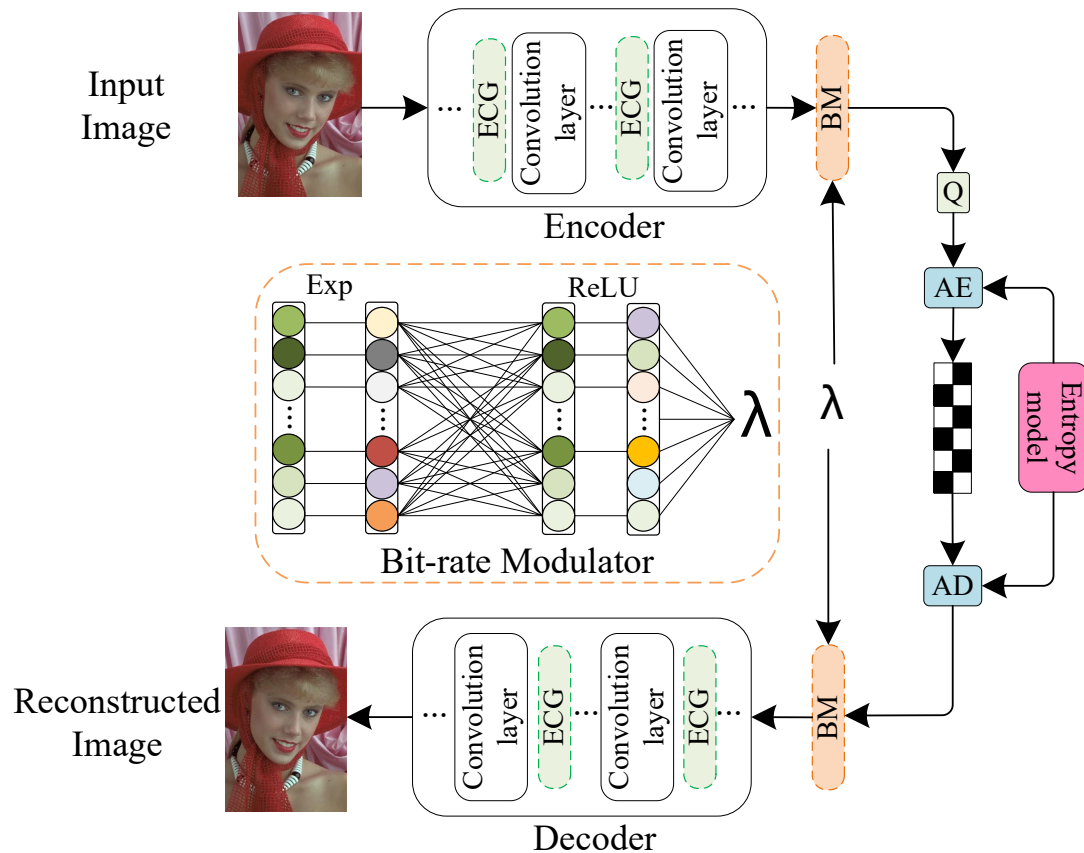 Input
Image
...
ECG
Convolution
layer
...
ECG
Convolution
layer
...
Encoder
BM
Q
AE
Entropy
model
AD
λ
Exp
ReLU
...
...
...
...
λ
Bit-rate Modulator
Reconstructed
Image
...
Convolution
layer
ECG
...
Convolution
layer
ECG
...
Decoder
BM